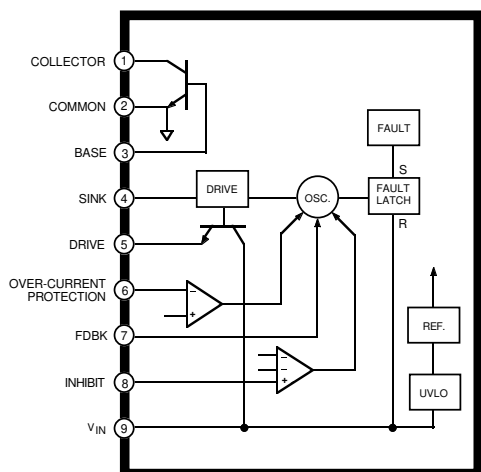 COLLECTOR 1
COMMON 2
BASE 3
SINK 4
DRIVE 5
OVER-CURRENT
PROTECTION 6
FDBK 7
INHIBIT 8
VIN 9
DRIVE
OSC.
FAULT
S
FAULT
LATCH
R
–
+
–
–
+
REF.
UVLO